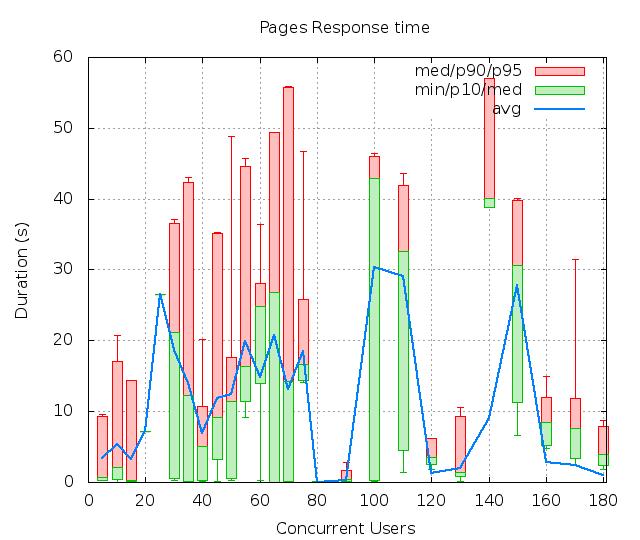 Pages Response time
60
50
40
30
20
10
0
Duration (s)
med/p90/p95
min/p10/med
avg
0 20 40 60 80 100 120 140 160 180
Concurrent Users